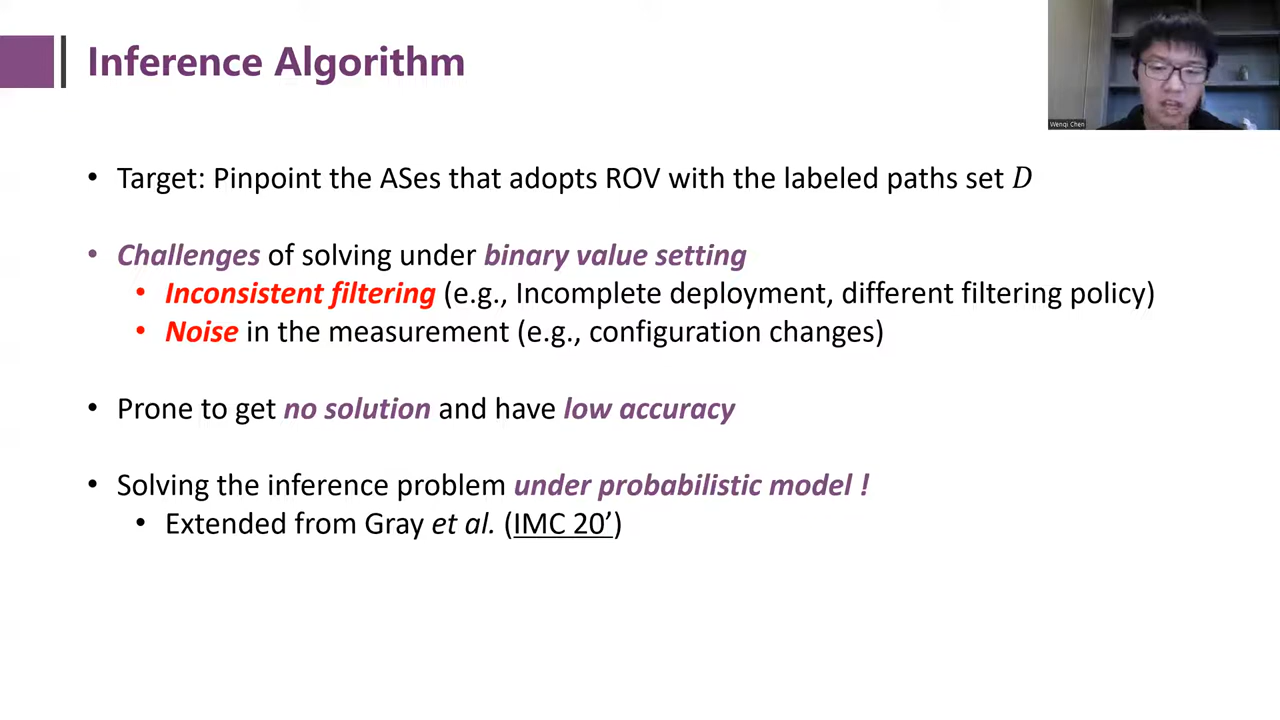 Inference Algorithm
Wenqi Chen
• Target: Pinpoint the ASes that adopts ROV with the labeled paths set D
• Challenges of solving under binary value setting
• Inconsistent filtering (e.g., Incomplete deployment, different filtering policy)
• Noise in the measurement (e.g., configuration changes)
• Prone to get no solution and have low accuracy
• Solving the inference problem under probabilistic model !
• Extended from Gray et al. (IMC 20’)